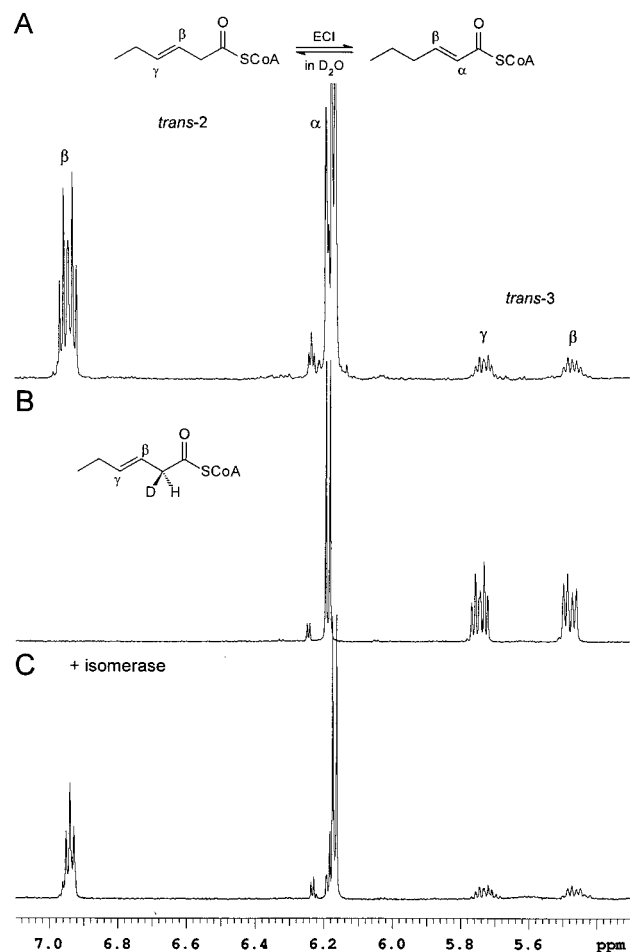 A
O
β
γ
SCoA
ECI
in D₂O
O
β
α
SCoA
trans-2
α
β
trans-3
γ
β
B
O
β
γ
SCoA
D
H
C
+ isomerase
7.0
6.8
6.6
6.4
6.2
6.0
5.8
5.6
ppm